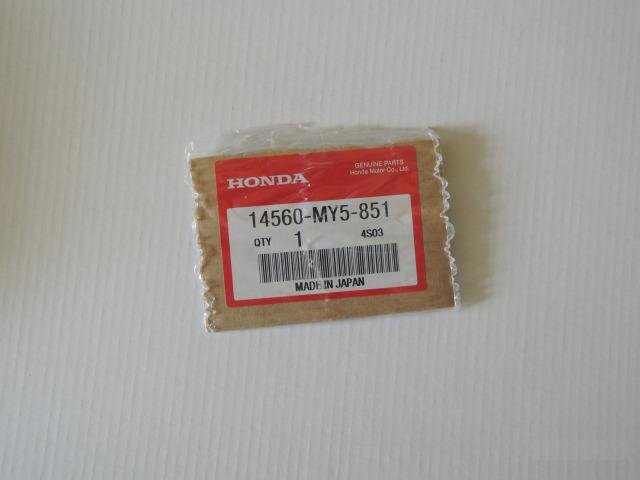 GENUINE PARTS
HONDA Honda Motor Co., Ltd.
14560-MY5-851
QTY 1 4S03
MADE IN JAPAN